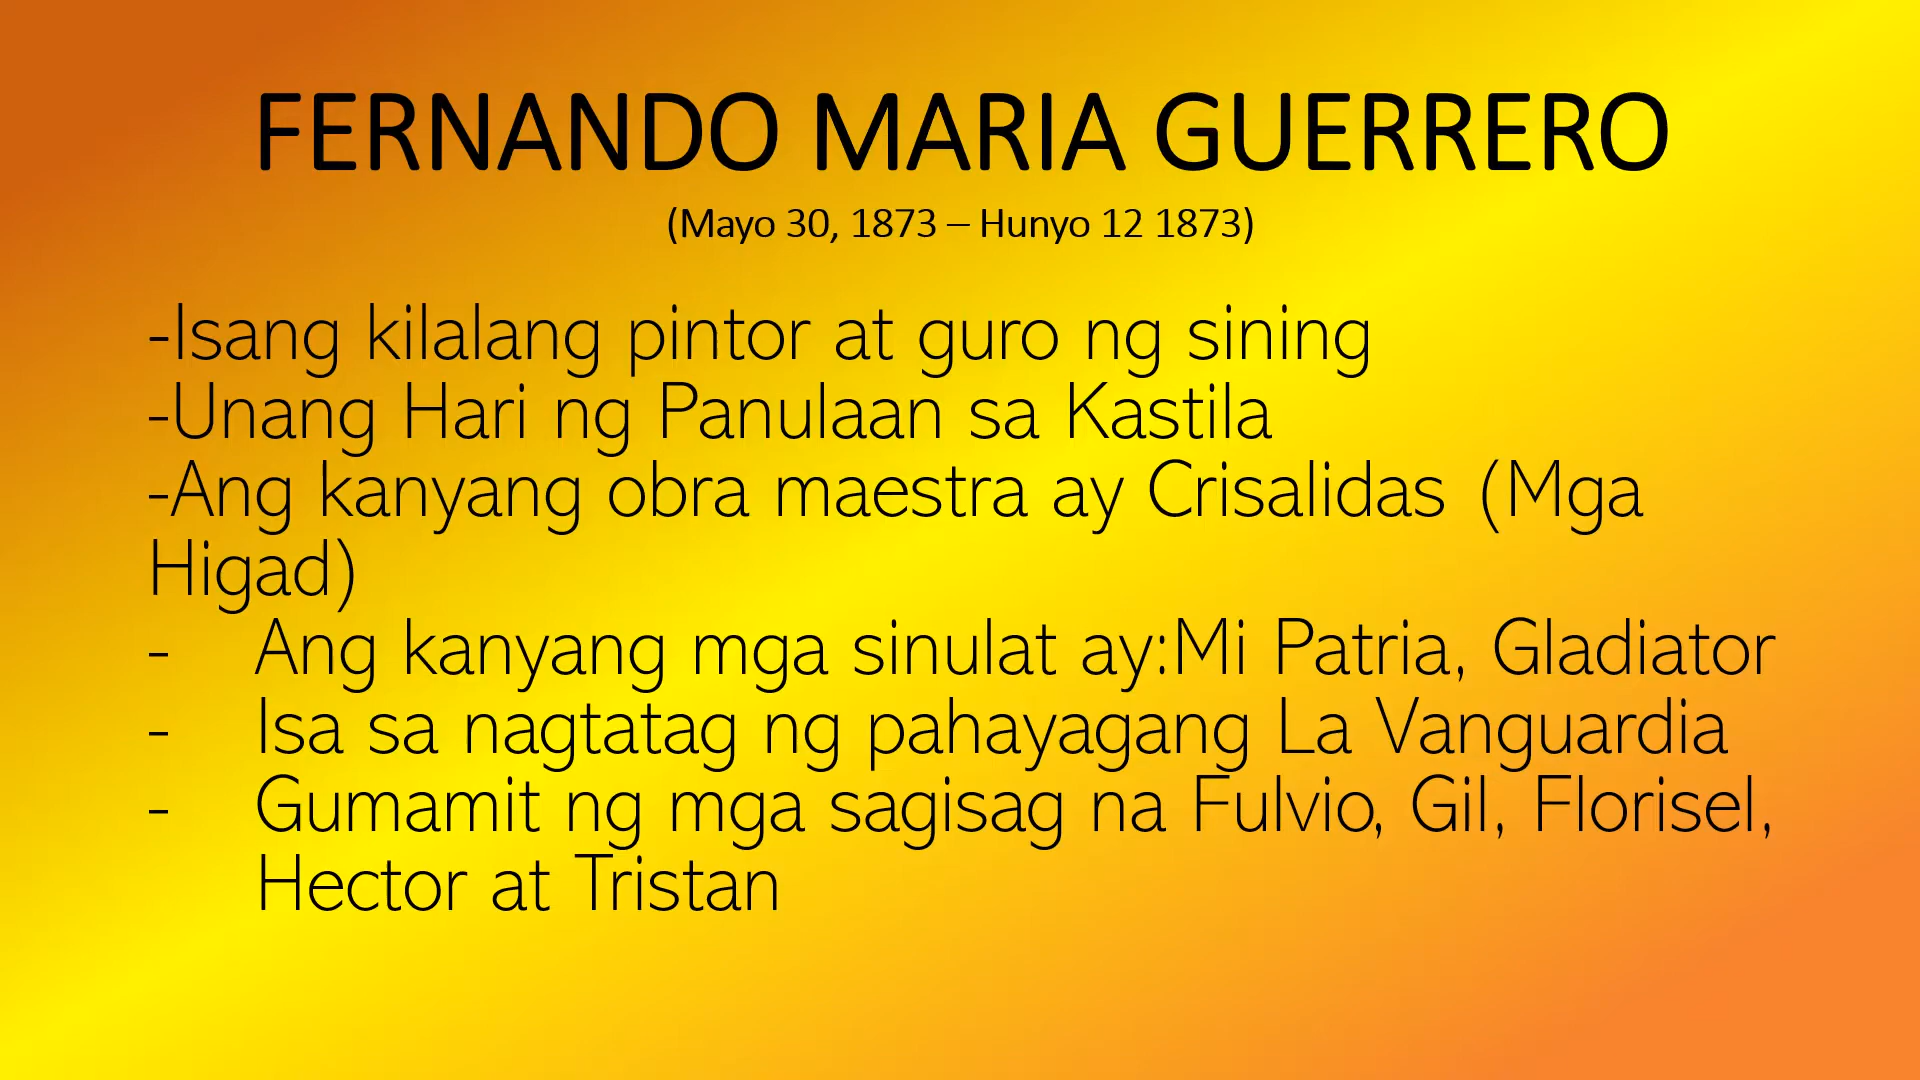 FERNANDO MARIA GUERRERO
(Mayo 30, 1873 – Hunyo 12 1873)
-Isang kilalang pintor at guro ng sining
-Unang Hari ng Panulaan sa Kastila
-Ang kanyang obra maestra ay Crisalidas (Mga
Higad)
- Ang kanyang mga sinulat ay:Mi Patria, Gladiator
- Isa sa nagtatag ng pahayagang La Vanguardia
- Gumamit ng mga sagisag na Fulvio, Gil, Florisel,
Hector at Tristan